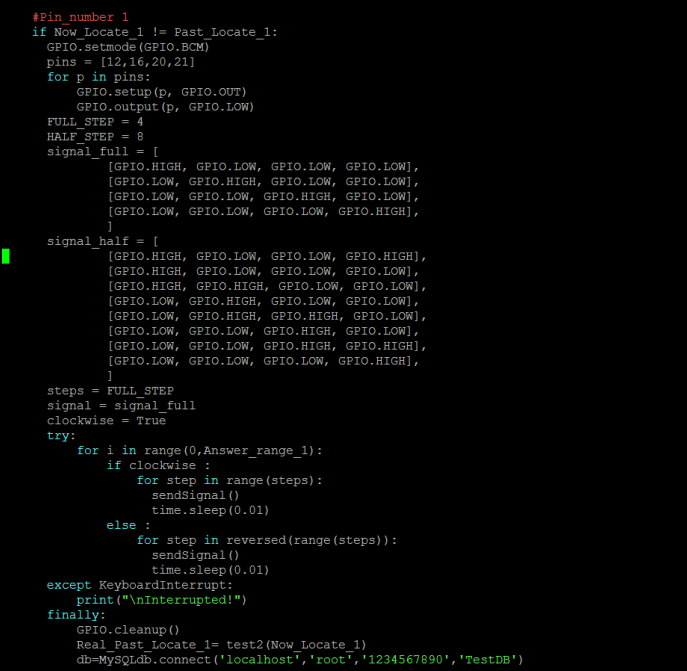 #Pin_number 1
if Now_Locate_1 != Past_Locate_1:
  GPIO.setmode(GPIO.BCM)
  pins = [12,16,20,21]
  for p in pins:
      GPIO.setup(p, GPIO.OUT)
      GPIO.output(p, GPIO.LOW)
  FULL_STEP = 4
  HALF_STEP = 8
  signal_full = [
          [GPIO.HIGH, GPIO.LOW, GPIO.LOW, GPIO.LOW],
          [GPIO.LOW, GPIO.HIGH, GPIO.LOW, GPIO.LOW],
          [GPIO.LOW, GPIO.LOW, GPIO.HIGH, GPIO.LOW],
          [GPIO.LOW, GPIO.LOW, GPIO.LOW, GPIO.HIGH],
          ]
  signal_half = [
          [GPIO.HIGH, GPIO.LOW, GPIO.LOW, GPIO.HIGH],
          [GPIO.HIGH, GPIO.LOW, GPIO.LOW, GPIO.LOW],
          [GPIO.HIGH, GPIO.HIGH, GPIO.LOW, GPIO.LOW],
          [GPIO.LOW, GPIO.HIGH, GPIO.LOW, GPIO.LOW],
          [GPIO.LOW, GPIO.HIGH, GPIO.HIGH, GPIO.LOW],
          [GPIO.LOW, GPIO.LOW, GPIO.HIGH, GPIO.LOW],
          [GPIO.LOW, GPIO.LOW, GPIO.HIGH, GPIO.HIGH],
          [GPIO.LOW, GPIO.LOW, GPIO.LOW, GPIO.HIGH],
          ]
  steps = FULL_STEP
  signal = signal_full
  clockwise = True
  try:
      for i in range(0,Answer_range_1):
          if clockwise :
              for step in range(steps):
                sendSignal()
                time.sleep(0.01)
          else :
              for step in reversed(range(steps)):
                sendSignal()
                time.sleep(0.01)
  except KeyboardInterrupt:
      print("\nInterrupted!")
  finally:
      GPIO.cleanup()
      Real_Past_Locate_1= test2(Now_Locate_1)
      db=MySQLdb.connect('localhost','root','1234567890','TestDB')